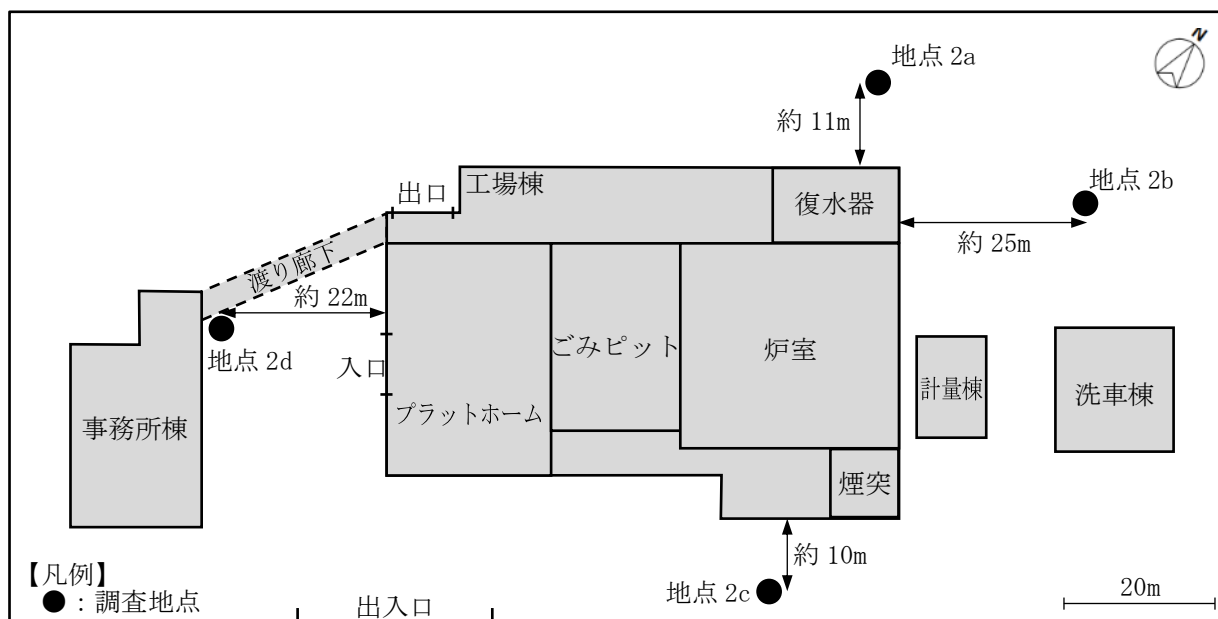 N
地点 2a
約 11m
地点 2b
工場棟
出口
復水器
約 25m
渡り廊下
約 22m
地点 2d
入口
ごみピット
炉室
計量棟
洗車棟
プラットホーム
事務所棟
煙突
約 10m
地点 2c
【凡例】
●：調査地点
出入口
20m